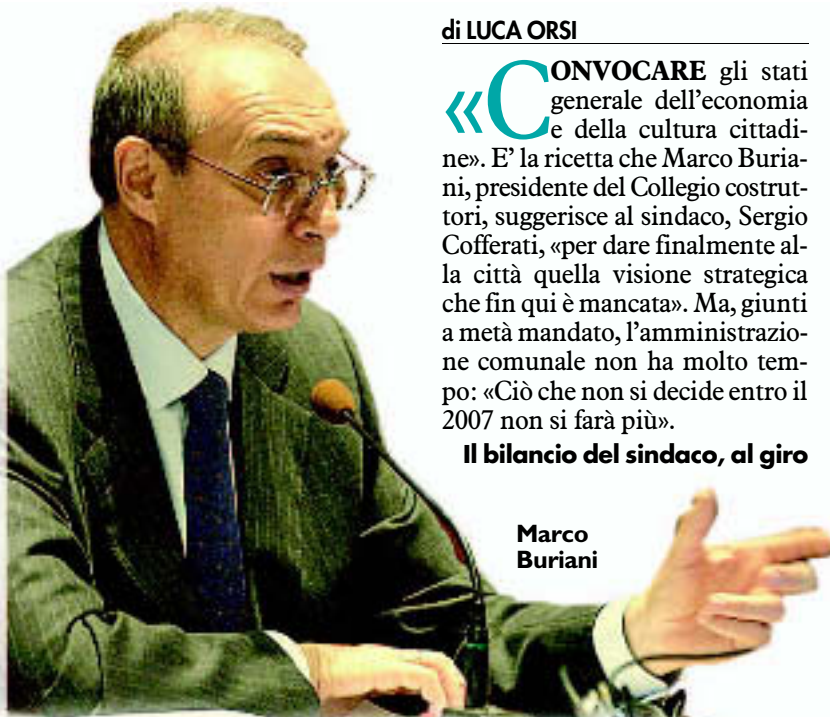 di LUCA ORSI
«CONVOCARE gli stati
generale dell'economia
e della cultura cittadi-
ne». E' la ricetta che Marco Buria-
ni, presidente del Collegio costrut-
tori, suggerisce al sindaco, Sergio
Cofferati, «per dare finalmente al-
la città quella visione strategica
che fin qui è mancata». Ma, giunti
a metà mandato, l'amministrazio-
ne comunale non ha molto tem-
po: «Ciò che non si decide entro il
2007 non si farà più».
Il bilancio del sindaco, al giro
Marco
Buriani